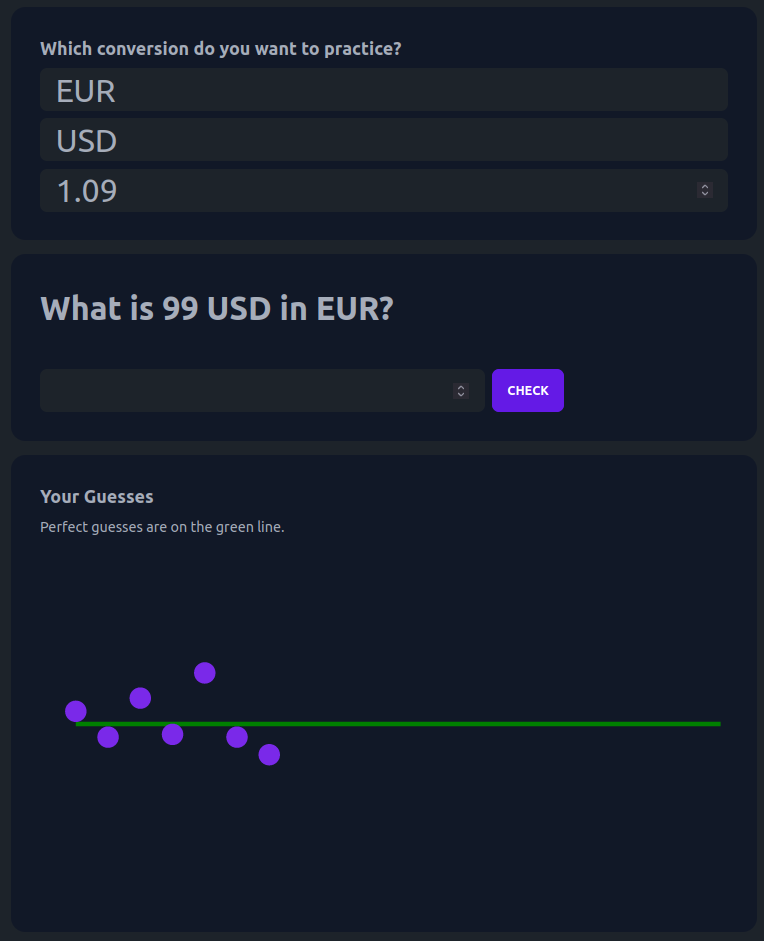 Which conversion do you want to practice?
EUR
USD
1.09
What is 99 USD in EUR?
CHECK
Your Guesses
Perfect guesses are on the green line.